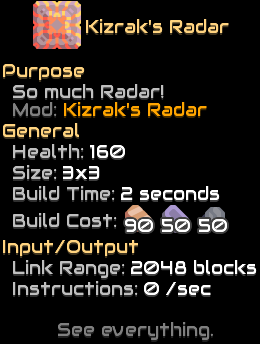 Kizrak's Radar
Purpose
So much Radar!
Mod: Kizrak's Radar
General
Health: 160
Size: 3x3
Build Time: 2 seconds
Build Cost: 90 50 50
Input/Output
Link Range: 2048 blocks
Instructions: 0 /sec
See everything.